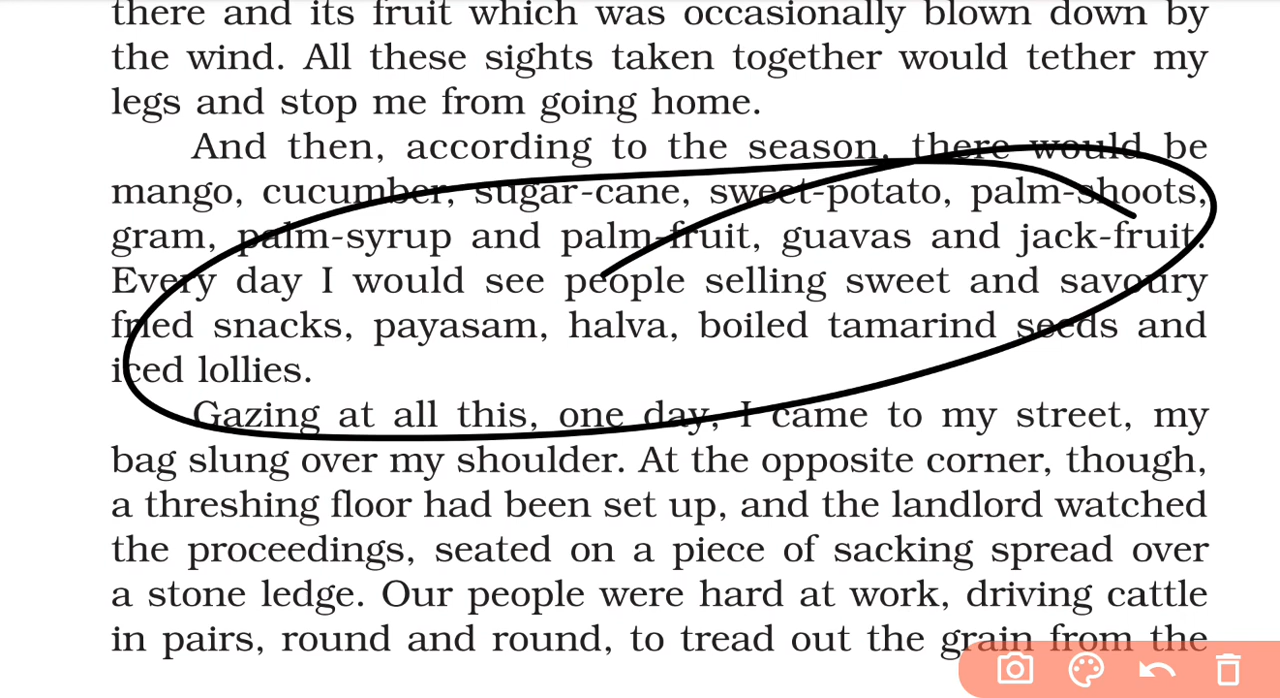 there and its fruit which was occasionally blown down by
the wind. All these sights taken together would tether my
legs and stop me from going home.
And then, according to the season, there would be
mango, cucumber, sugar-cane, sweet-potato, palm-shoots,
gram, palm-syrup and palm-fruit, guavas and jack-fruit.
Every day I would see people selling sweet and savoury
fried snacks, payasam, halva, boiled tamarind seeds and
iced lollies.
Gazing at all this, one day, I came to my street, my
bag slung over my shoulder. At the opposite corner, though,
a threshing floor had been set up, and the landlord watched
the proceedings, seated on a piece of sacking spread over
a stone ledge. Our people were hard at work, driving cattle
in pairs, round and round, to tread out the grain from the